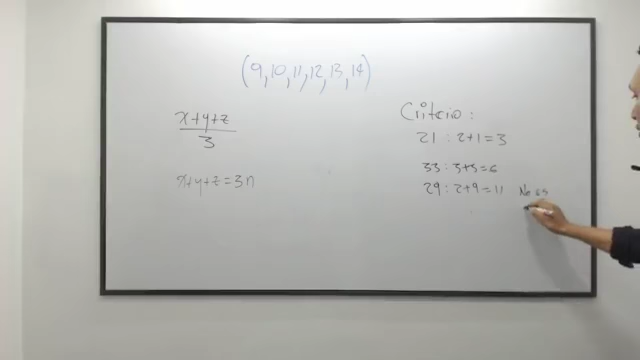 (9,10,11,12,13,14)
x+y+z
3
x+y+z=3n
Criterio:
21 : 2+1=3
33 : 3+3=6
29 : 2+9=11 No es